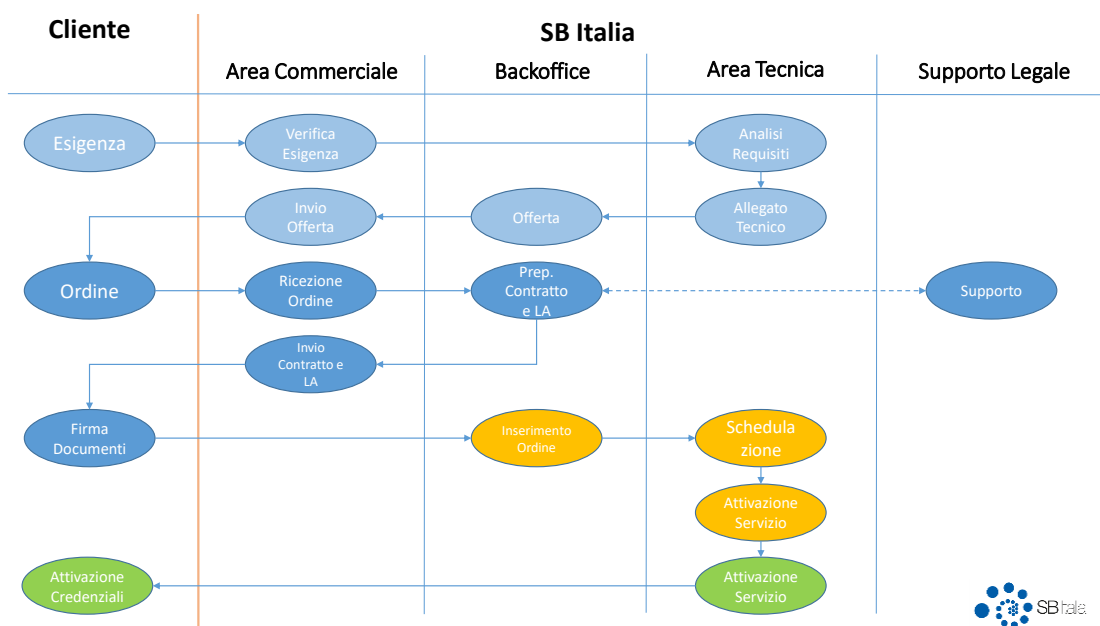 Cliente
SB Italia
Area Commerciale
Backoffice
Area Tecnica
Supporto Legale
Esigenza
Verifica
Esigenza
Analisi
Requisiti
Invio
Offerta
Offerta
Allegato
Tecnico
Ordine
Ricezione
Ordine
Prep.
Contratto
e LA
Supporto
Invio
Contratto e
LA
Firma
Documenti
Inserimento
Ordine
Schedula
zione
Attivazione
Servizio
Attivazione
Credenziali
Attivazione
Servizio
SB Italia